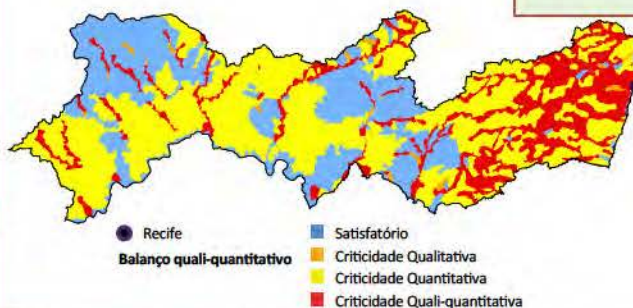 Recife
Balanço quali-quantitativo
Satisfatório
Criticidade Qualitativa
Criticidade Quantitativa
Criticidade Quali-quantitativa